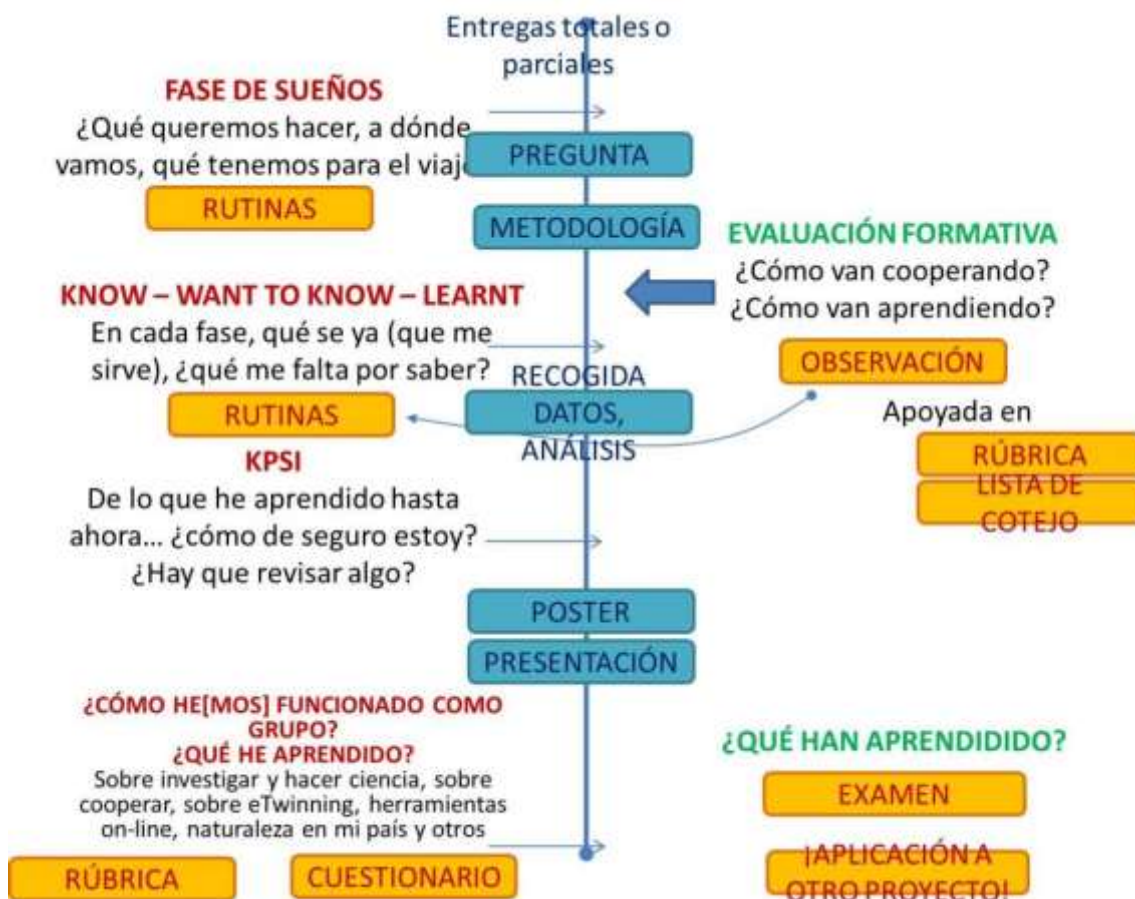 Entregas totales o
parciales
FASE DE SUEÑOS
¿Qué queremos hacer, a dónde
vamos, qué tenemos para el viaj
PREGUNTA
RUTINAS
METODOLOGÍA
EVALUACIÓN FORMATIVA
¿Cómo van cooperando?
¿Cómo van aprendiendo?
KNOW – WANT TO KNOW – LEARNT
En cada fase, qué se ya (que me
sirve), ¿qué me falta por saber?
RUTINAS
RECOGIDA
DATOS,
ANÁLISIS
OBSERVACIÓN
Apoyada en
RÚBRICA
LISTA DE
COTEJO
KPSI
De lo que he aprendido hasta
ahora... ¿cómo de seguro estoy?
¿Hay que revisar algo?
POSTER
PRESENTACIÓN
¿CÓMO HE[MOS] FUNCIONADO COMO
GRUPO?
¿QUÉ HE APRENDIDO?
Sobre investigar y hacer ciencia, sobre
cooperar, sobre eTwinning, herramientas
on-line, naturaleza en mi país y otros
RÚBRICA
CUESTIONARIO
¿QUÉ HAN APRENDIDIDO?
EXAMEN
¡APLICACIÓN A
OTRO PROYECTO!